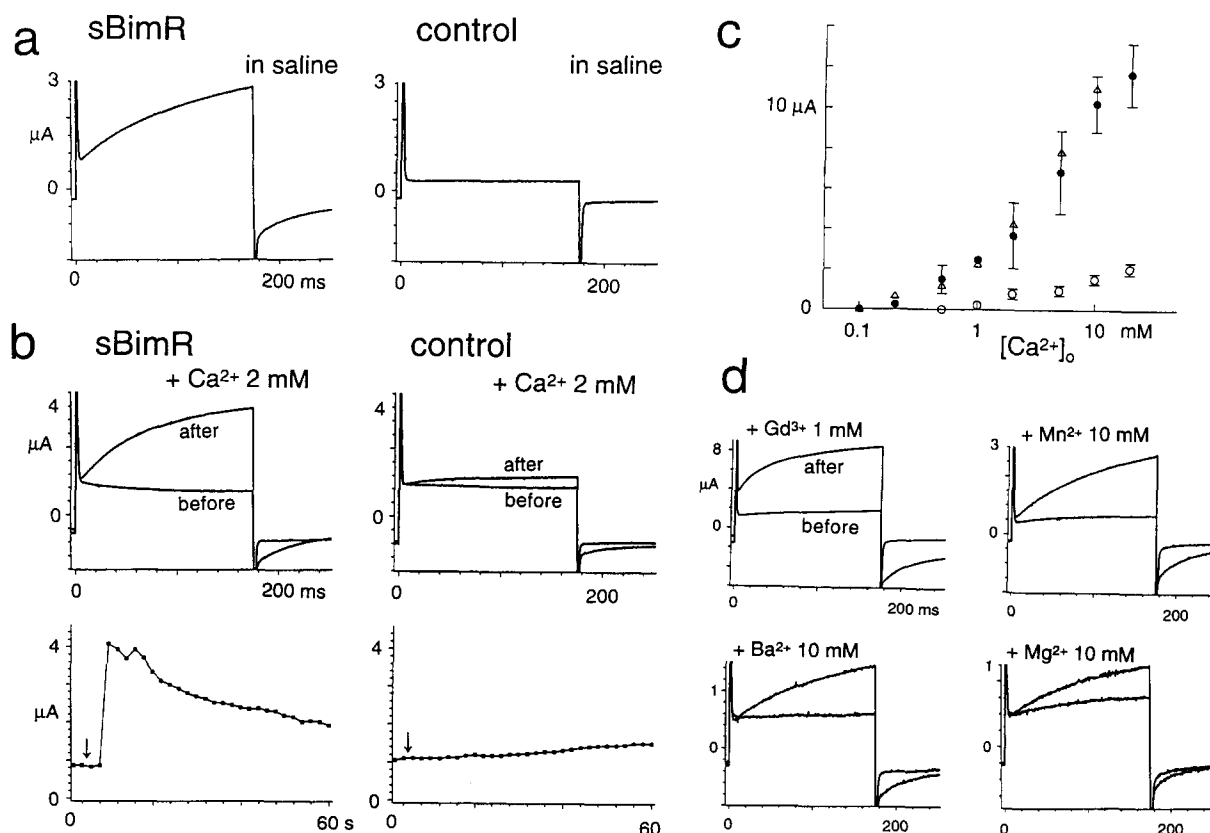 a
sBimR
in saline
3
μA
0
0
200 ms
control
in saline
3
0
0
200
b
sBimR
+ Ca²⁺ 2 mM
4
μA
after
before
0
0
200 ms
control
+ Ca²⁺ 2 mM
4
after
before
0
0
200
4
μA
0
0
60 s
4
0
0
60
c
10 μA
0
0.1
1
10
mM
[Ca²⁺]o
d
+ Gd³⁺ 1 mM
8
μA
after
before
0
0
200 ms
+ Mn²⁺ 10 mM
3
0
0
200
+ Ba²⁺ 10 mM
1
0
0
200
+ Mg²⁺ 10 mM
1
0
0
200